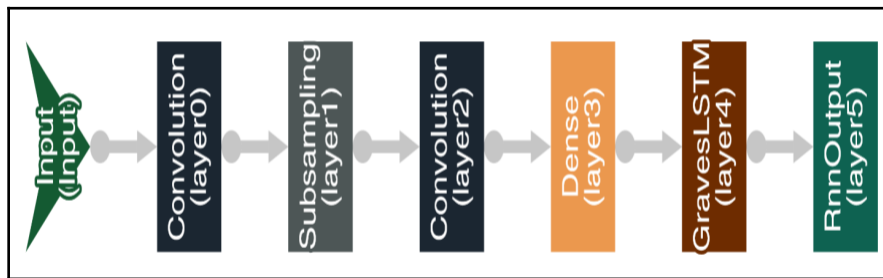 Input
(Input)
Convolution
(layer0)
Subsampling
(layer1)
Convolution
(layer2)
Dense
(layer3)
GravesLSTM
(layer4)
RnnOutput
(layer5)